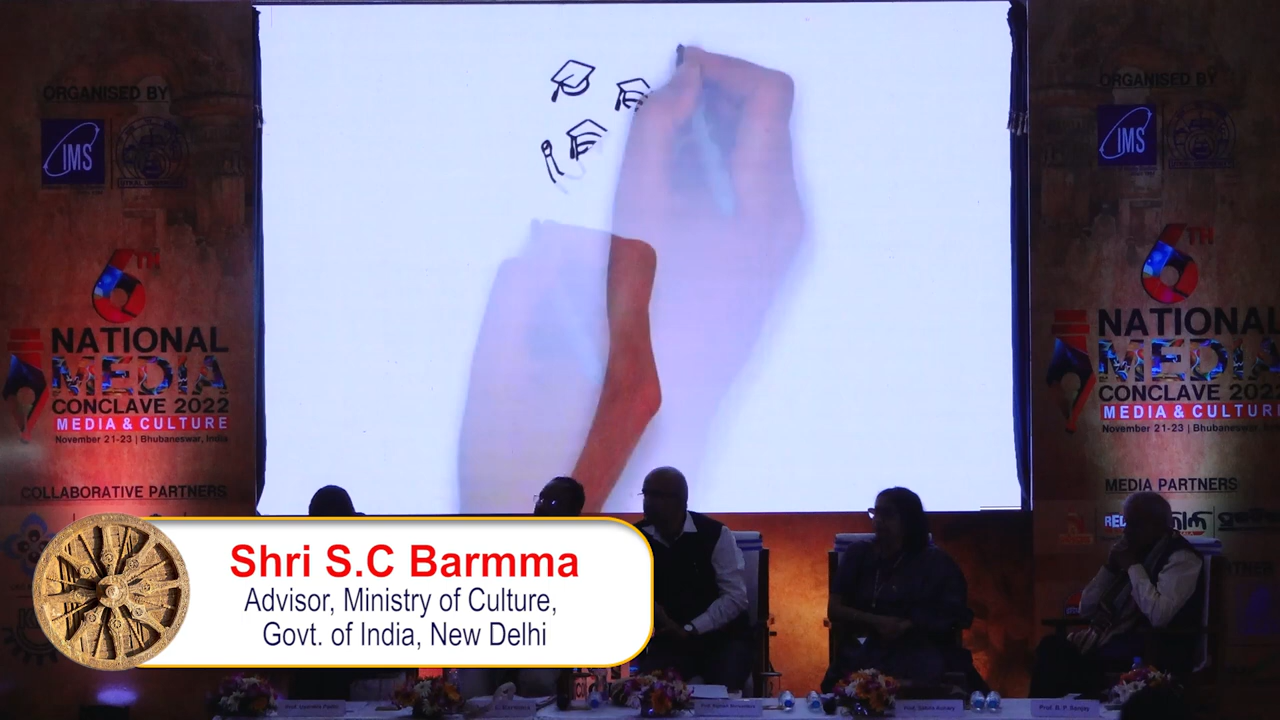 ORGANISED BY
IMS
6TH
NATIONAL
MEDIA
CONCLAVE 2022
MEDIA & CULTURE
November 21-23 | Bhubaneswar, India
COLLABORATIVE PARTNERS
ORGANISED BY
IMS
6TH
NATIONAL
MEDIA
CONCLAVE 2022
MEDIA & CULTURE
November 21-23 | Bhubaneswar, India
MEDIA PARTNERS
Shri S.C Barmma
Advisor, Ministry of Culture,
Govt. of India, New Delhi
Prof. B. P. Sanjay